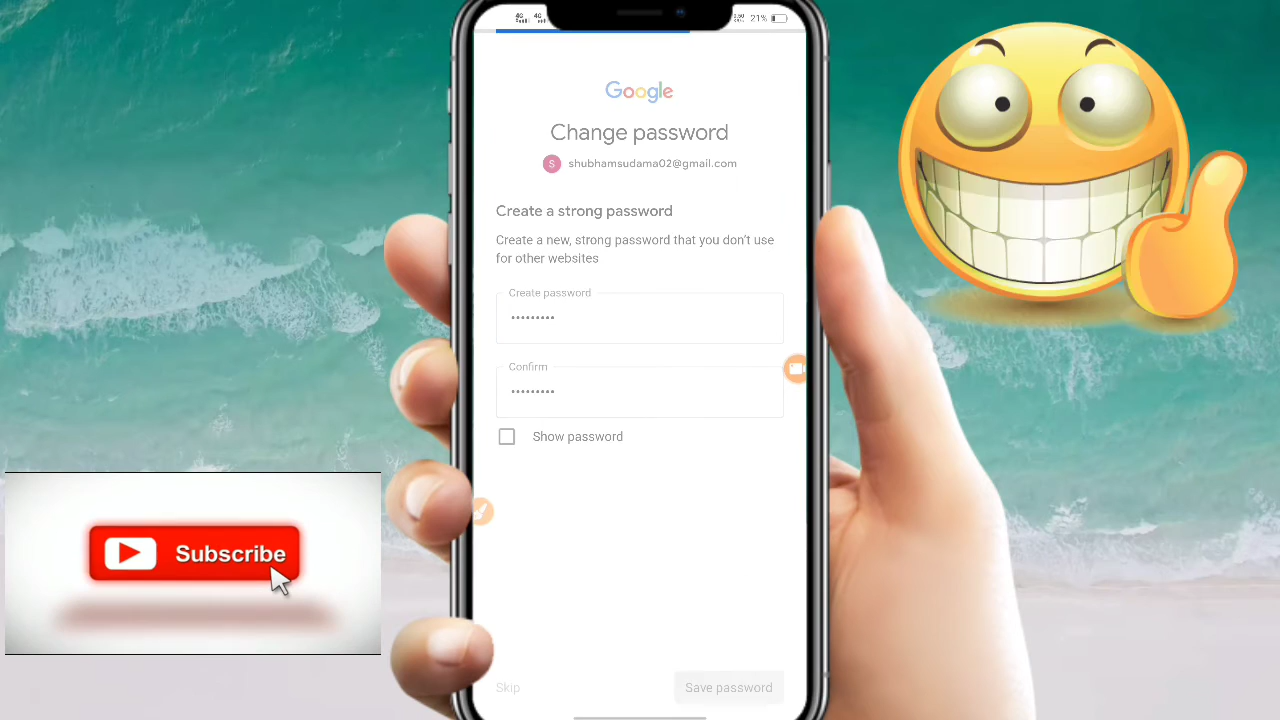 21%
Google
Change password
S shubhamsudama02@gmail.com
Create a strong password
Create a new, strong password that you don't use
for other websites
Create password
•••••••••
Confirm
•••••••••
Show password
Subscribe
Skip
Save password